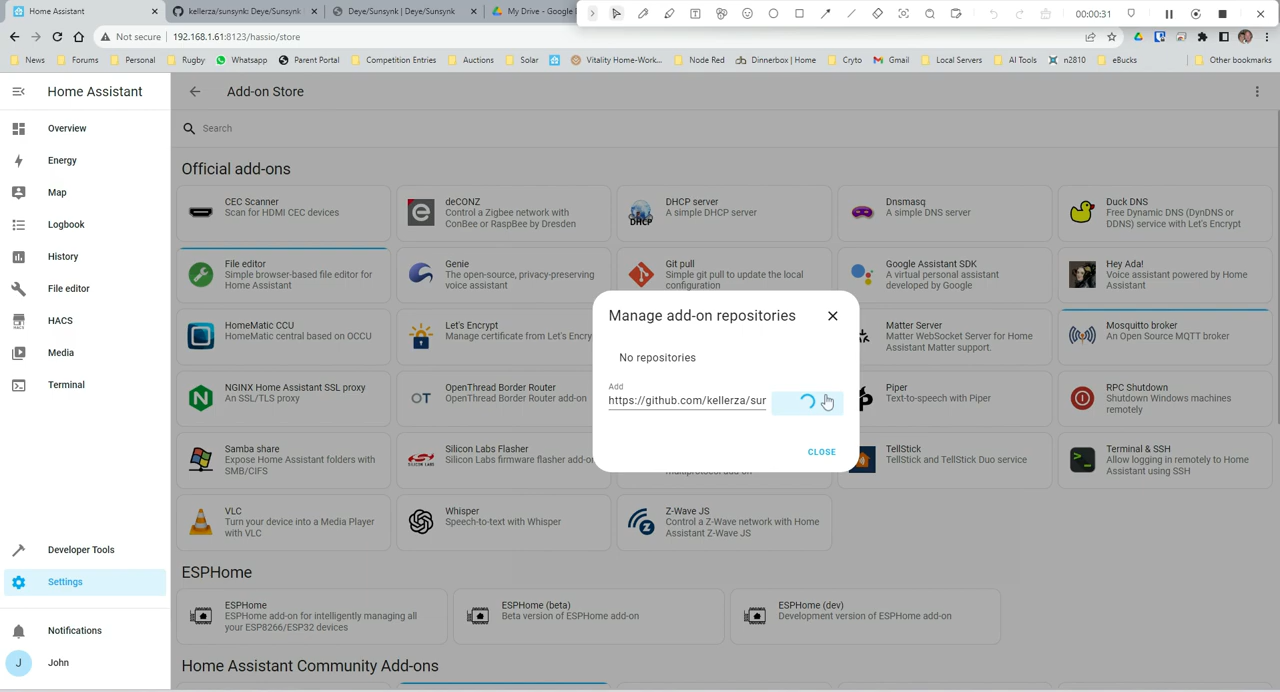 Home Assistant
kellerza/sunsynk: Deye/Sunsynk
Deye/Sunsynk | Deye/Sunsynk
My Drive - Google
00:00:31
Not secure
192.168.1.61:8123/hassio/store
News
Forums
Personal
Rugby
Whatsapp
Parent Portal
Competition Entries
Auctions
Solar
Vitality Home-Work...
Node Red
Dinnerbox | Home
Cryto
Gmail
Local Servers
AI Tools
n2810
eBucks
Other bookmarks
Home Assistant
Add-on Store
Overview
Energy
Map
Logbook
History
File editor
HACS
Media
Terminal
Developer Tools
Settings
Notifications
J
John
Search
Official add-ons
CEC Scanner
Scan for HDMI CEC devices
deCONZ
Control a Zigbee network with
ConBee or RaspBee by Dresden
DHCP
DHCP server
A simple DHCP server
Dnsmasq
A simple DNS server
Duck DNS
Free Dynamic DNS (DynDNS or
DDNS) service with Let's Encrypt
File editor
Simple browser-based file editor for
Home Assistant
Genie
The open-source, privacy-preserving
voice assistant
Git pull
Simple git pull to update the local
configuration
Google Assistant SDK
A virtual personal assistant
developed by Google
Hey Ada!
Voice assistant powered by Home
Assistant
HomeMatic CCU
HomeMatic central based on OCCU
Let's Encrypt
Manage certificate from Let's Encry
Matter Server
Matter WebSocket Server for Home
Assistant Matter support.
Mosquitto broker
An Open Source MQTT broker
NGINX Home Assistant SSL proxy
An SSL/TLS proxy
OT
OpenThread Border Router
OpenThread Border Router add-on
Piper
Text-to-speech with Piper
RPC Shutdown
Shutdown Windows machines
remotely
Samba share
Expose Home Assistant folders with
SMB/CIFS
SILICON LABS
Silicon Labs Flasher
Silicon Labs firmware flasher add-o
TellStick
TellStick and TellStick Duo service
Terminal & SSH
Allow logging in remotely to Home
Assistant using SSH
VLC
Turn your device into a Media Player
with VLC
Whisper
Speech-to-text with Whisper
Z-Wave JS
Control a Z-Wave network with Home
Assistant Z-Wave JS
Manage add-on repositories
No repositories
Add
https://github.com/kellerza/sur
CLOSE
ESPHome
ESPHome
ESPHome add-on for intelligently managing all
your ESP8266/ESP32 devices
ESPHome (beta)
Beta version of ESPHome add-on
ESPHome (dev)
Development version of ESPHome add-on
Home Assistant Community Add-ons